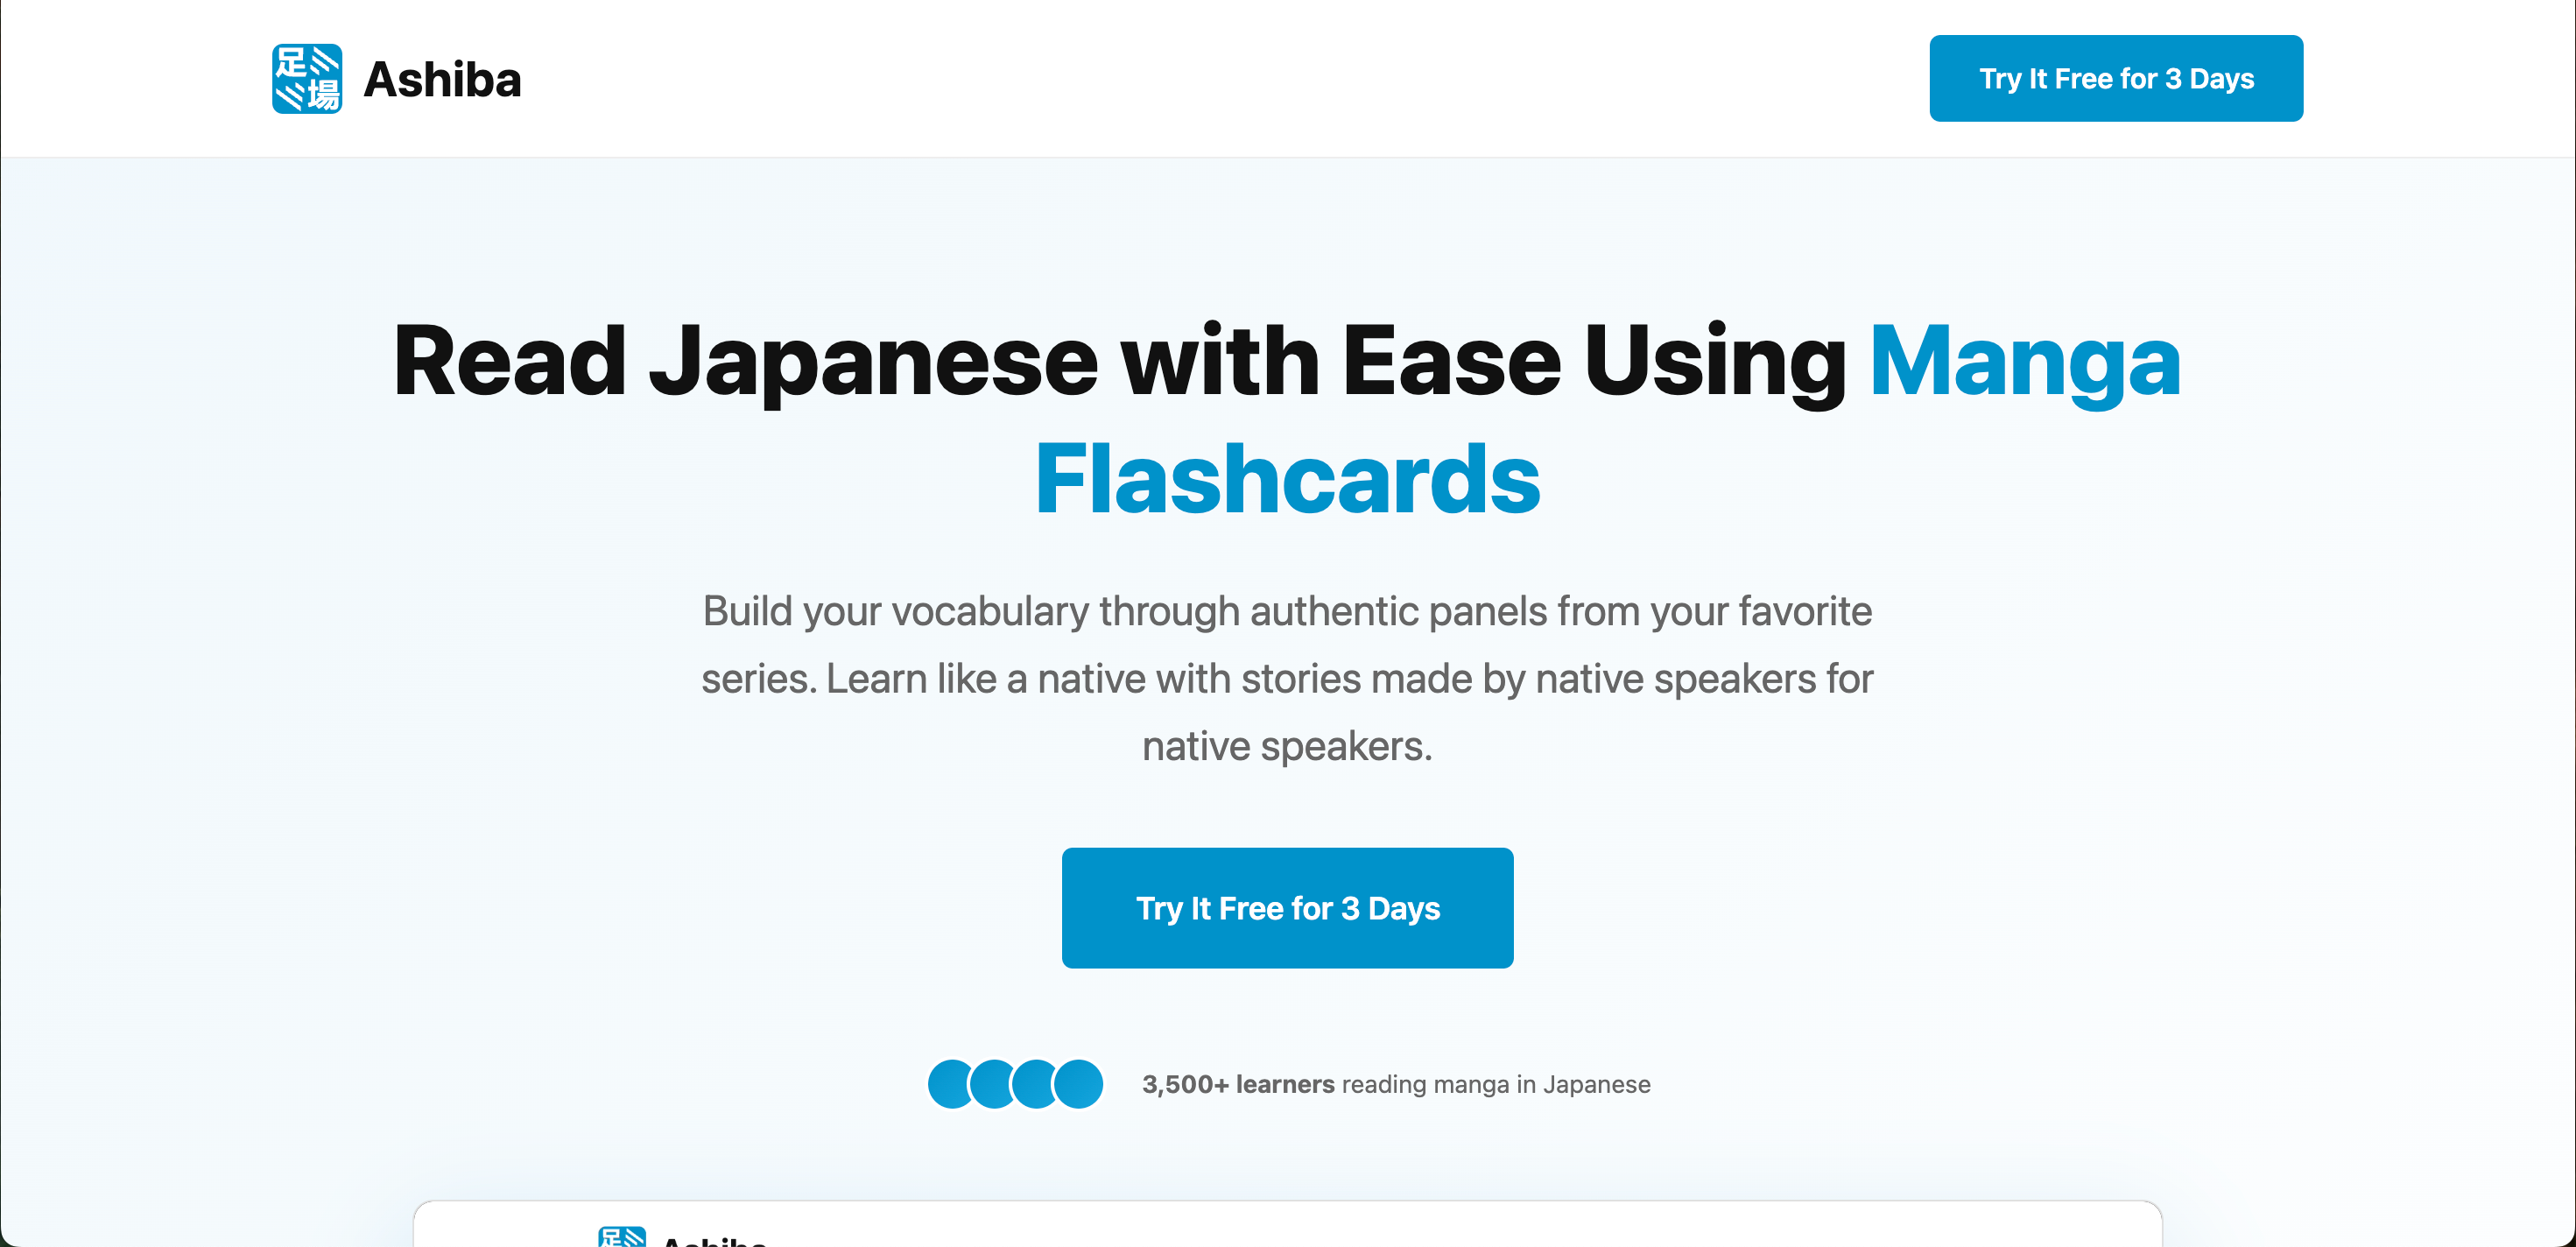 足場
Ashiba
Try It Free for 3 Days
Read Japanese with Ease Using Manga
Flashcards
Build your vocabulary through authentic panels from your favorite
series. Learn like a native with stories made by native speakers for
native speakers.
Try It Free for 3 Days
3,500+ learners reading manga in Japanese
足
Ashiba